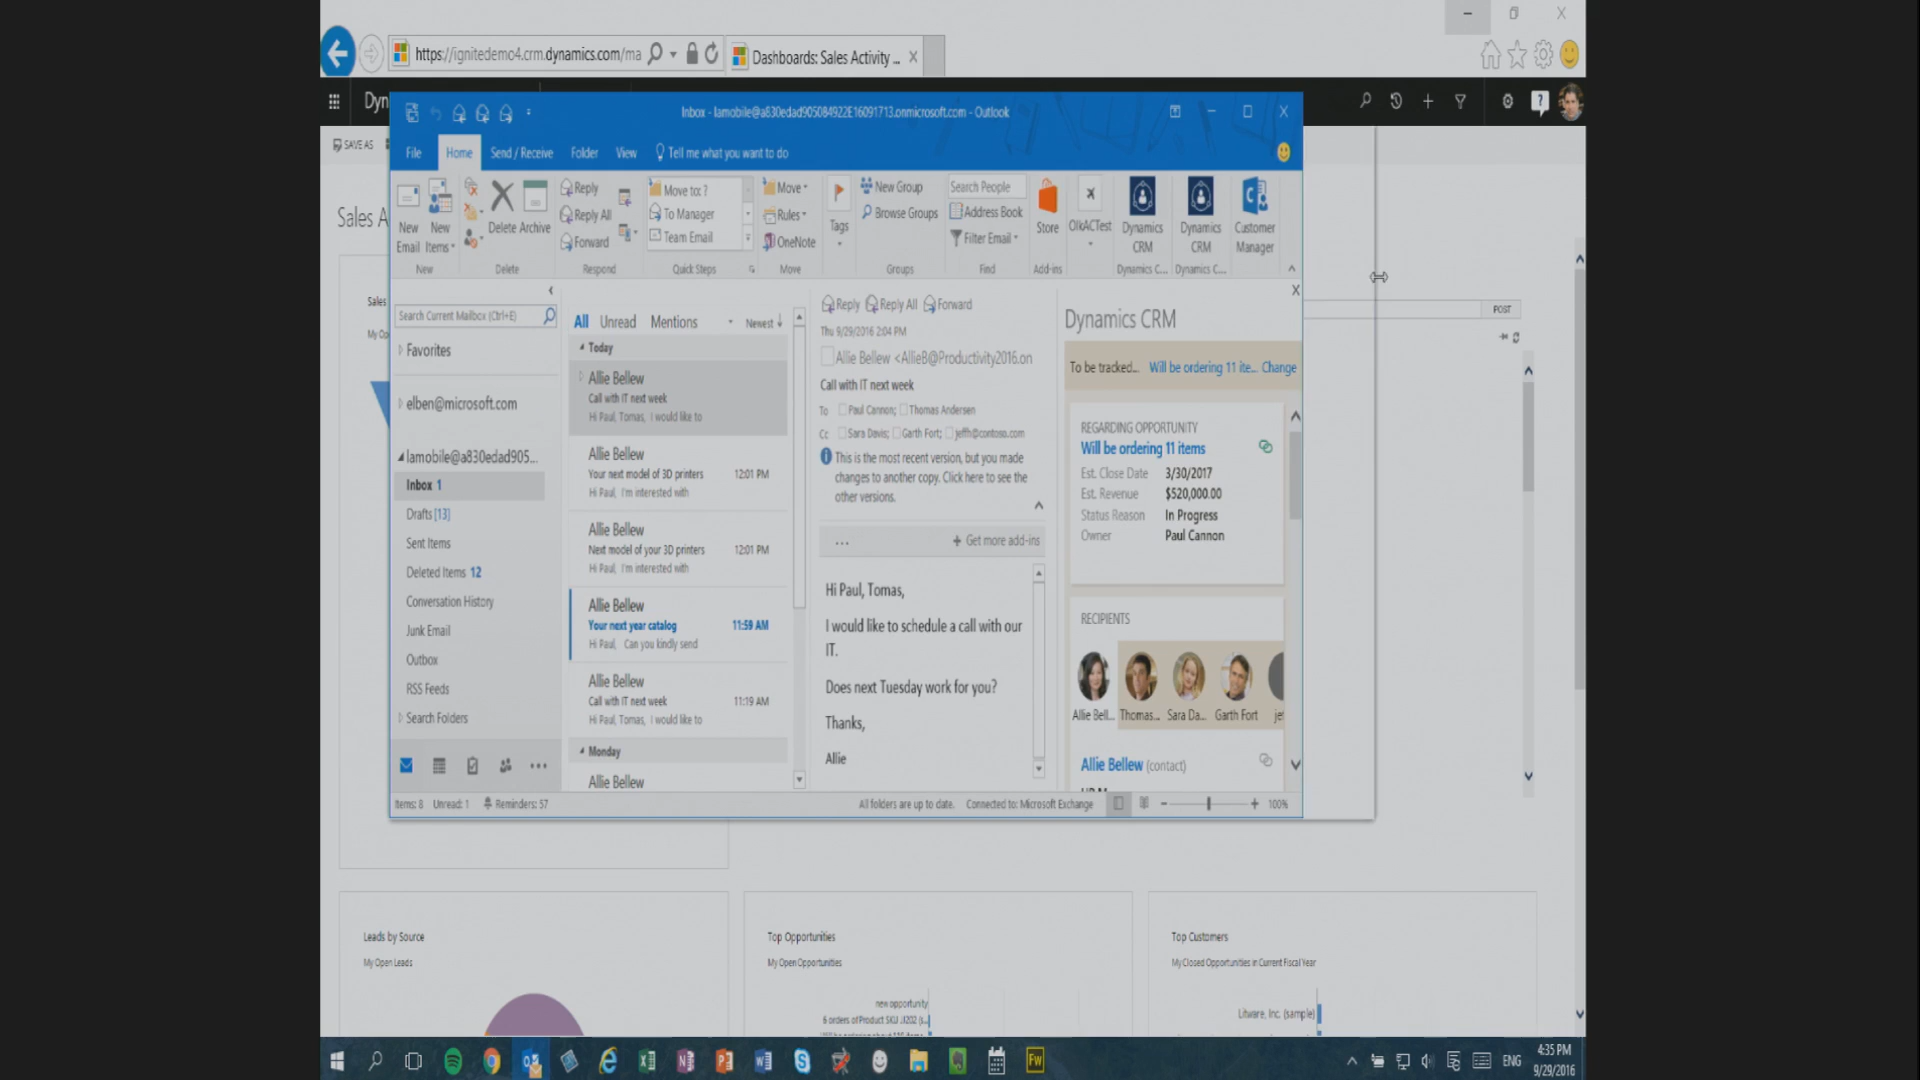 https://ignitedemo4.crm.dynamics.com/ma
Dashboards: Sales Activity ...
Dyn
Inbox - lamobile@a830edad905084922E16091713.onmicrosoft.com - Outlook
File
Home
Send / Receive
Folder
View
Tell me what you want to do
SAVE AS
Sales A
New Email
New Items
Delete
Archive
Reply
Reply All
Forward
Move to: ?
To Manager
Team Email
Move
Rules
OneNote
Tags
New Group
Browse Groups
Search People
Address Book
Filter Email
Store
OlkACTest
Dynamics CRM
Dynamics CRM
Customer Manager
New
Delete
Respond
Quick Steps
Move
Groups
Find
Add-ins
Dynamics C...
Dynamics C...
Sales
My Op
POST
Search Current Mailbox (Ctrl+E)
Favorites
elben@microsoft.com
lamobile@a830edad905...
Inbox 1
Drafts [13]
Sent Items
Deleted Items 12
Conversation History
Junk Email
Outbox
RSS Feeds
Search Folders
Items: 8
Unread: 1
Reminders: 57
All
Unread
Mentions
Newest
Today
Allie Bellew
Call with IT next week
Hi Paul, Tomas, I would like to
Allie Bellew
Your next model of 3D printers 12:01 PM
Hi Paul, I'm interested with
Allie Bellew
Next model of your 3D printers 12:01 PM
Hi Paul, I'm interested with
Allie Bellew
Your next year catalog 11:59 AM
Hi Paul, Can you kindly send
Allie Bellew
Call with IT next week 11:19 AM
Hi Paul, Tomas, I would like to
Monday
Allie Bellew
Reply
Reply All
Forward
Thu 9/29/2016 2:04 PM
Allie Bellew <AllieB@Productivity2016.on
Call with IT next week
To Paul Cannon; Thomas Andersen
Cc Sara Davis; Garth Fort; jeffh@contoso.com
This is the most recent version, but you made
changes to another copy. Click here to see the
other versions.
...
+ Get more add-ins
Hi Paul, Tomas,
I would like to schedule a call with our
IT.
Does next Tuesday work for you?
Thanks,
Allie
Dynamics CRM
To be tracked... Will be ordering 11 ite... Change
REGARDING OPPORTUNITY
Will be ordering 11 items
Est. Close Date 3/30/2017
Est. Revenue $520,000.00
Status Reason In Progress
Owner Paul Cannon
RECIPIENTS
Allie Bell...
Thomas...
Sara Da...
Garth Fort
Allie Bellew (contact)
All folders are up to date.
Connected to: Microsoft Exchange
100%
Leads by Source
My Open Leads
Top Opportunities
My Open Opportunities
new opportunity
6 orders of Product SKU JJ202 (s...
Top Customers
My Closed Opportunities in Current Fiscal Year
Litware, Inc. (sample)
Fw
ENG
4:35 PM
9/29/2016